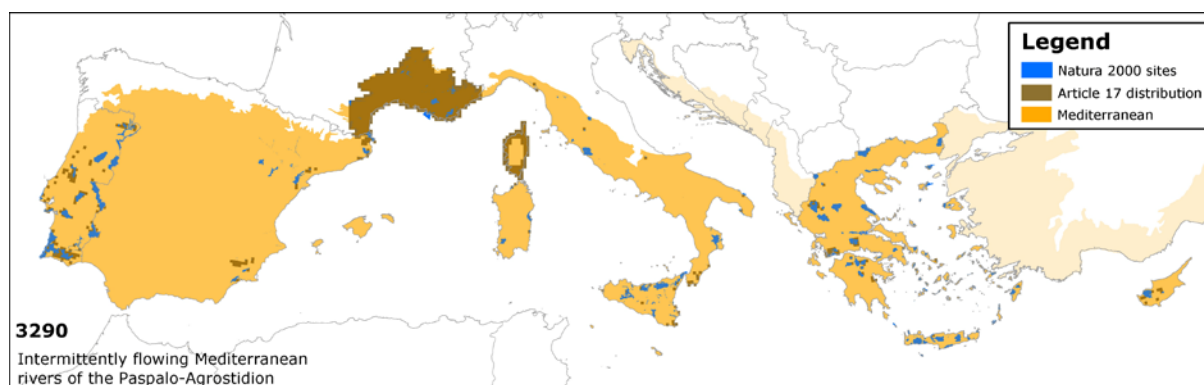 Legend
Natura 2000 sites
Article 17 distribution
Mediterranean
3290
Intermittently flowing Mediterranean
rivers of the Paspalo-Agrostidion